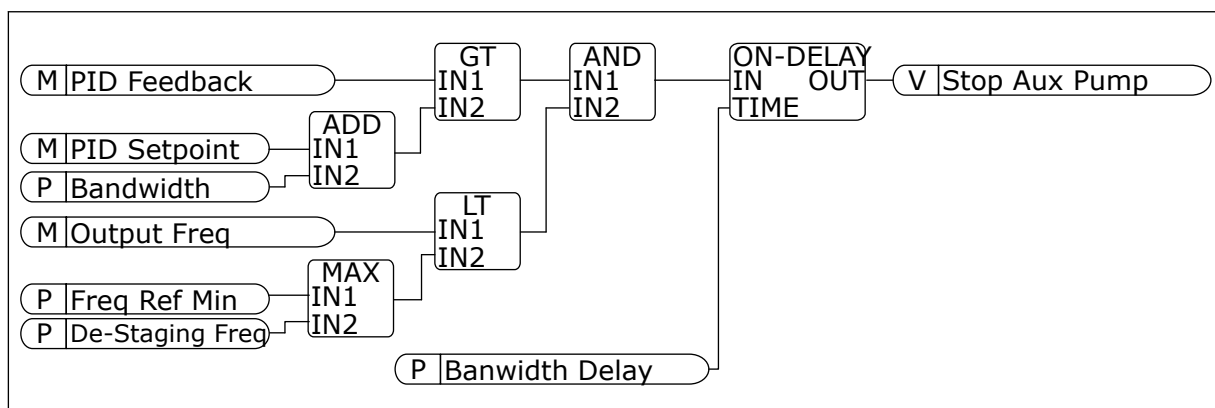 GT
AND
ON-DELAY
M PID Feedback
IN1
IN1
IN OUT
V Stop Aux Pump
IN2
IN2
TIME
ADD
M PID Setpoint
IN1
P Bandwidth
IN2
LT
M Output Freq
IN1
IN2
MAX
P Freq Ref Min
IN1
P De-Staging Freq
IN2
P Banwidth Delay